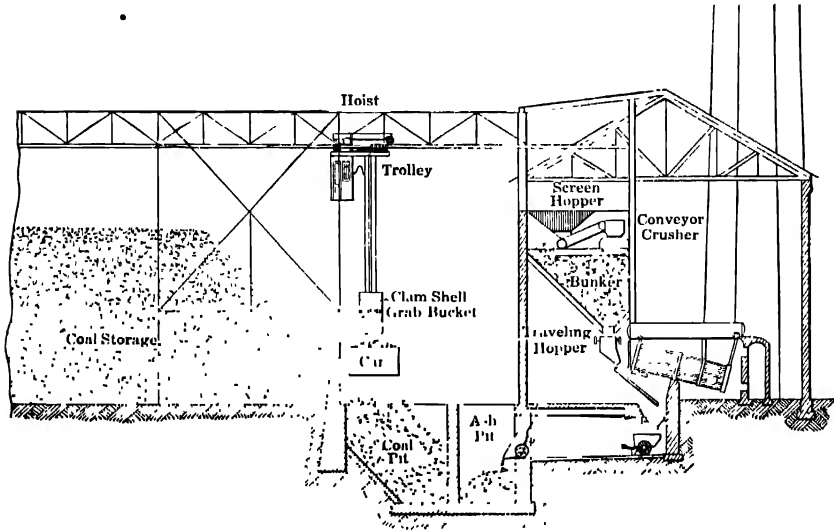 Hoist
Trolley
Screen
Hopper
Conveyor
Crusher
Bunker
Clam Shell
Grab Bucket
Coal Storage
Traveling
Hopper
Car
Coal
Pit
Ash
Pit